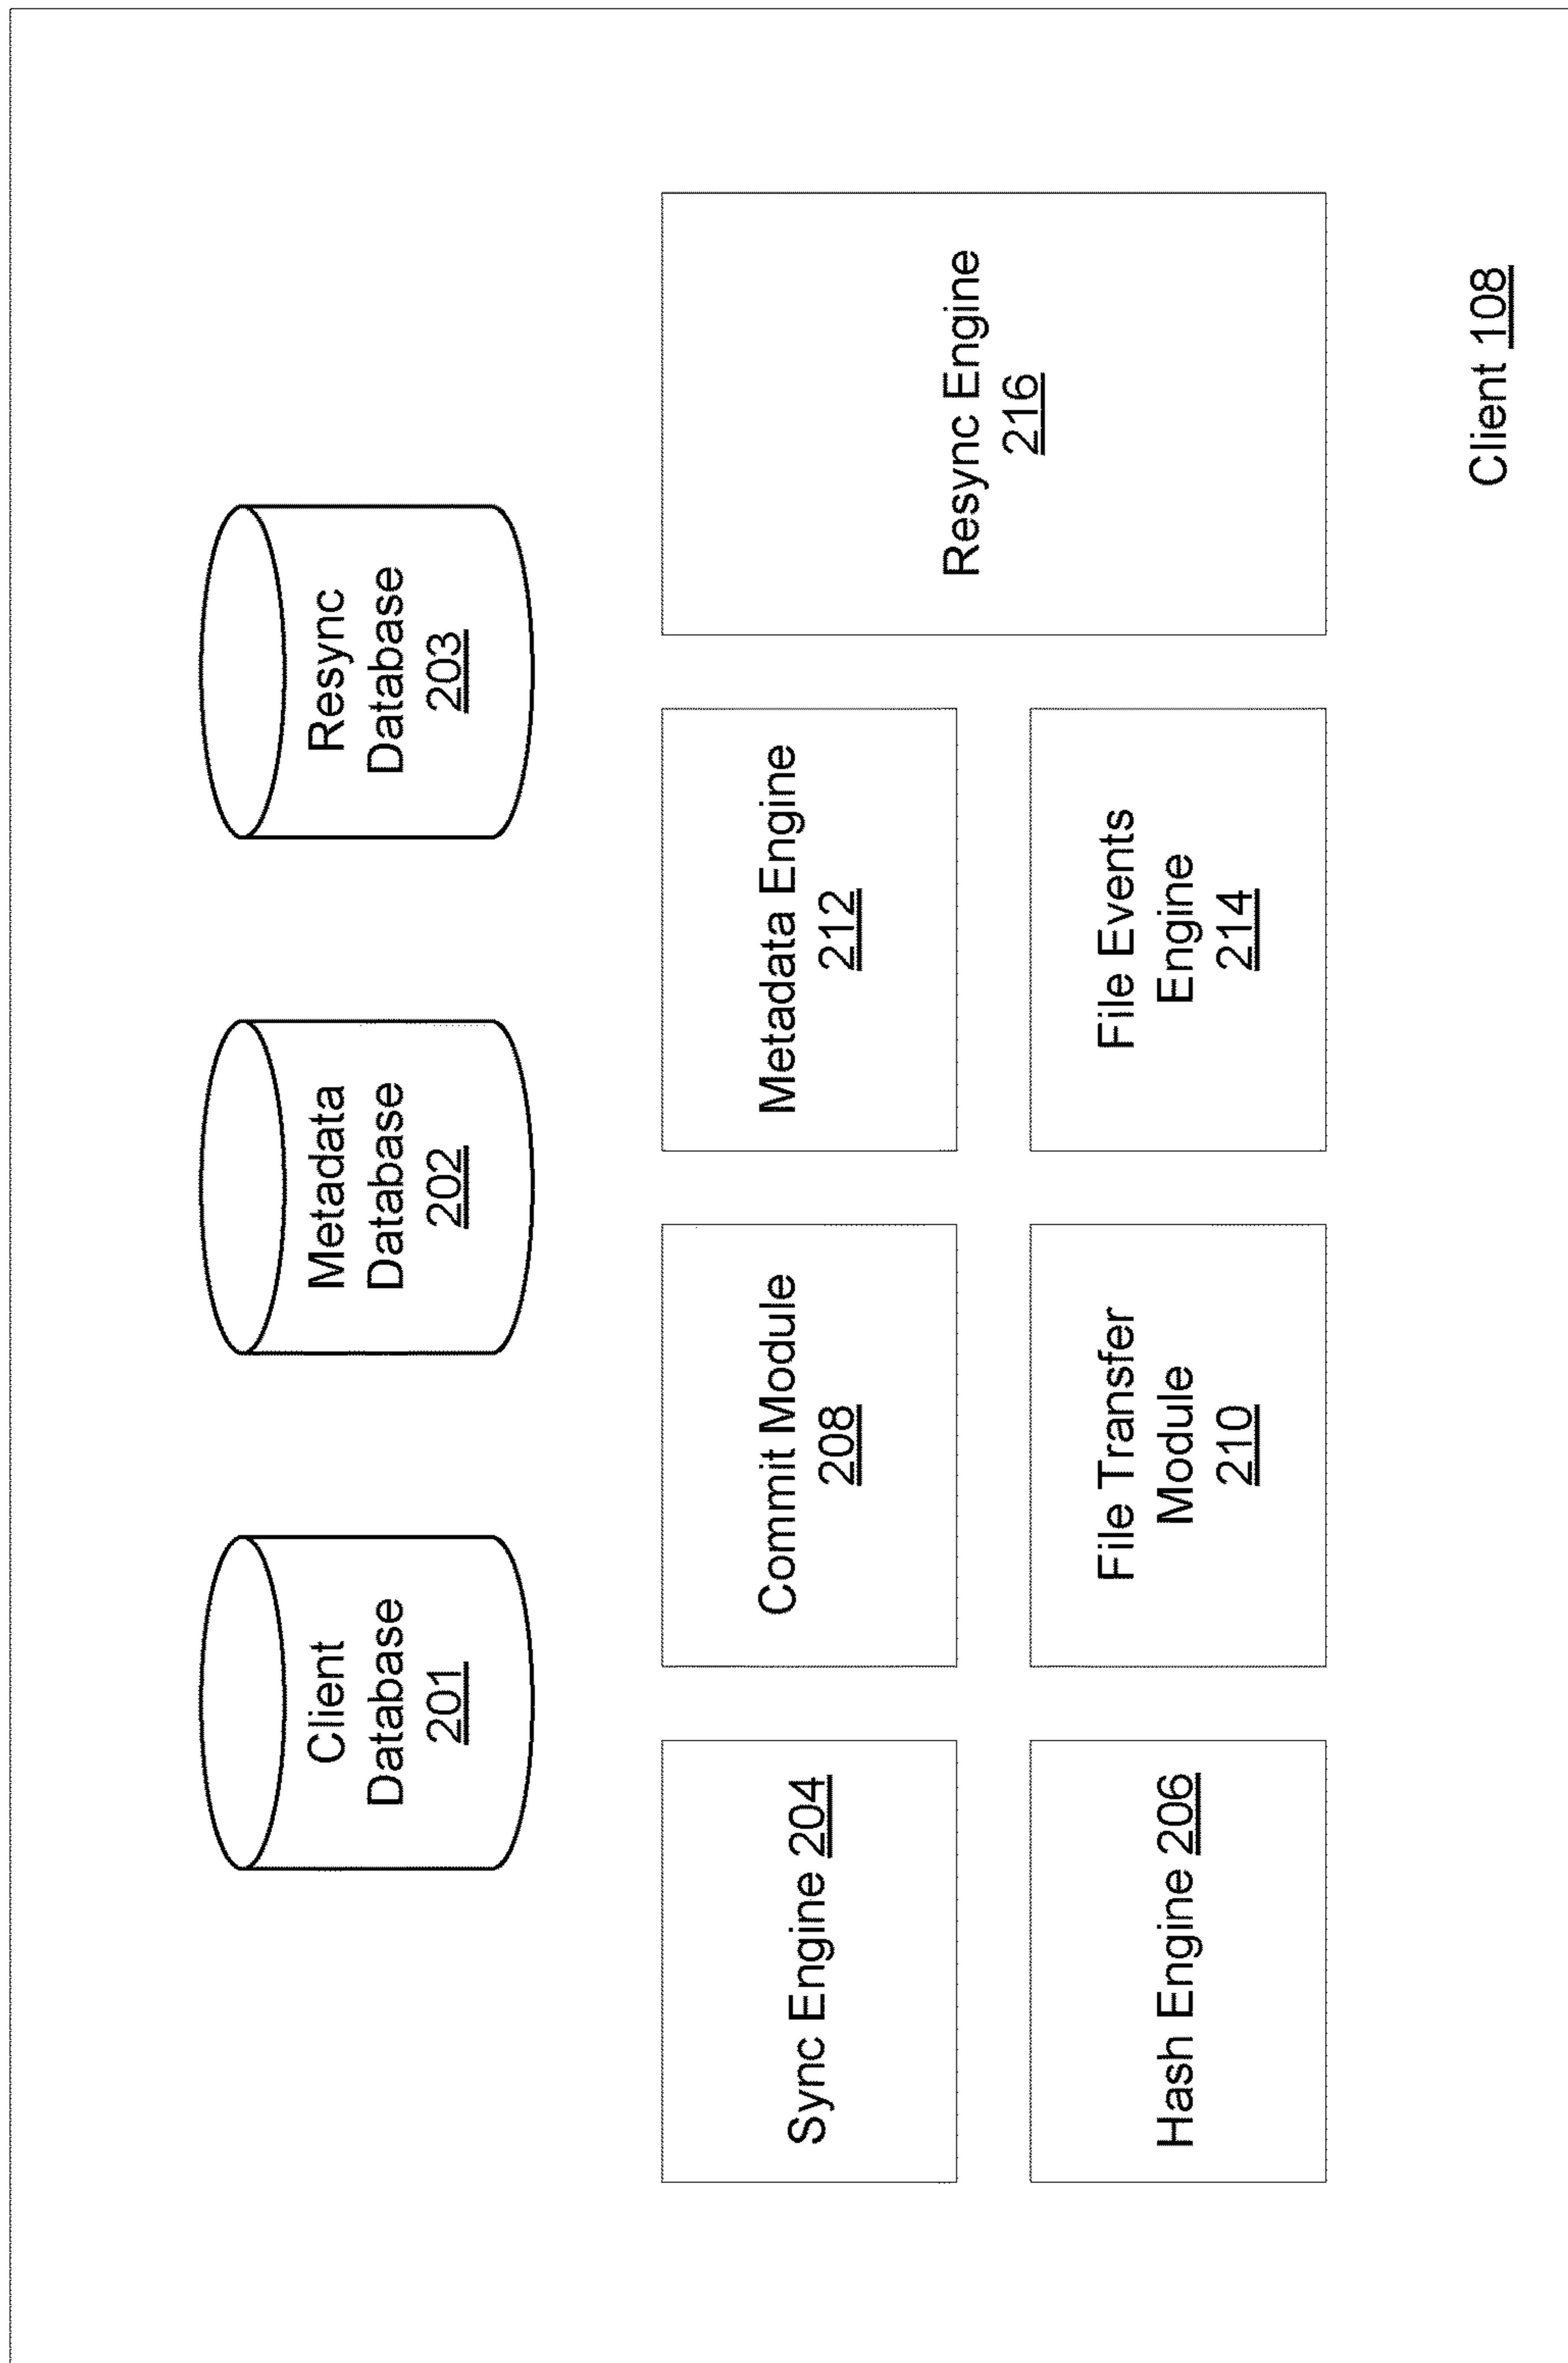 Client
Database
201
Metadata
Database
202
Resync
Database
203
Sync Engine 204
Commit Module
208
Metadata Engine
212
Resync Engine
216
Hash Engine 206
File Transfer
Module
210
File Events
Engine
214
Client 108